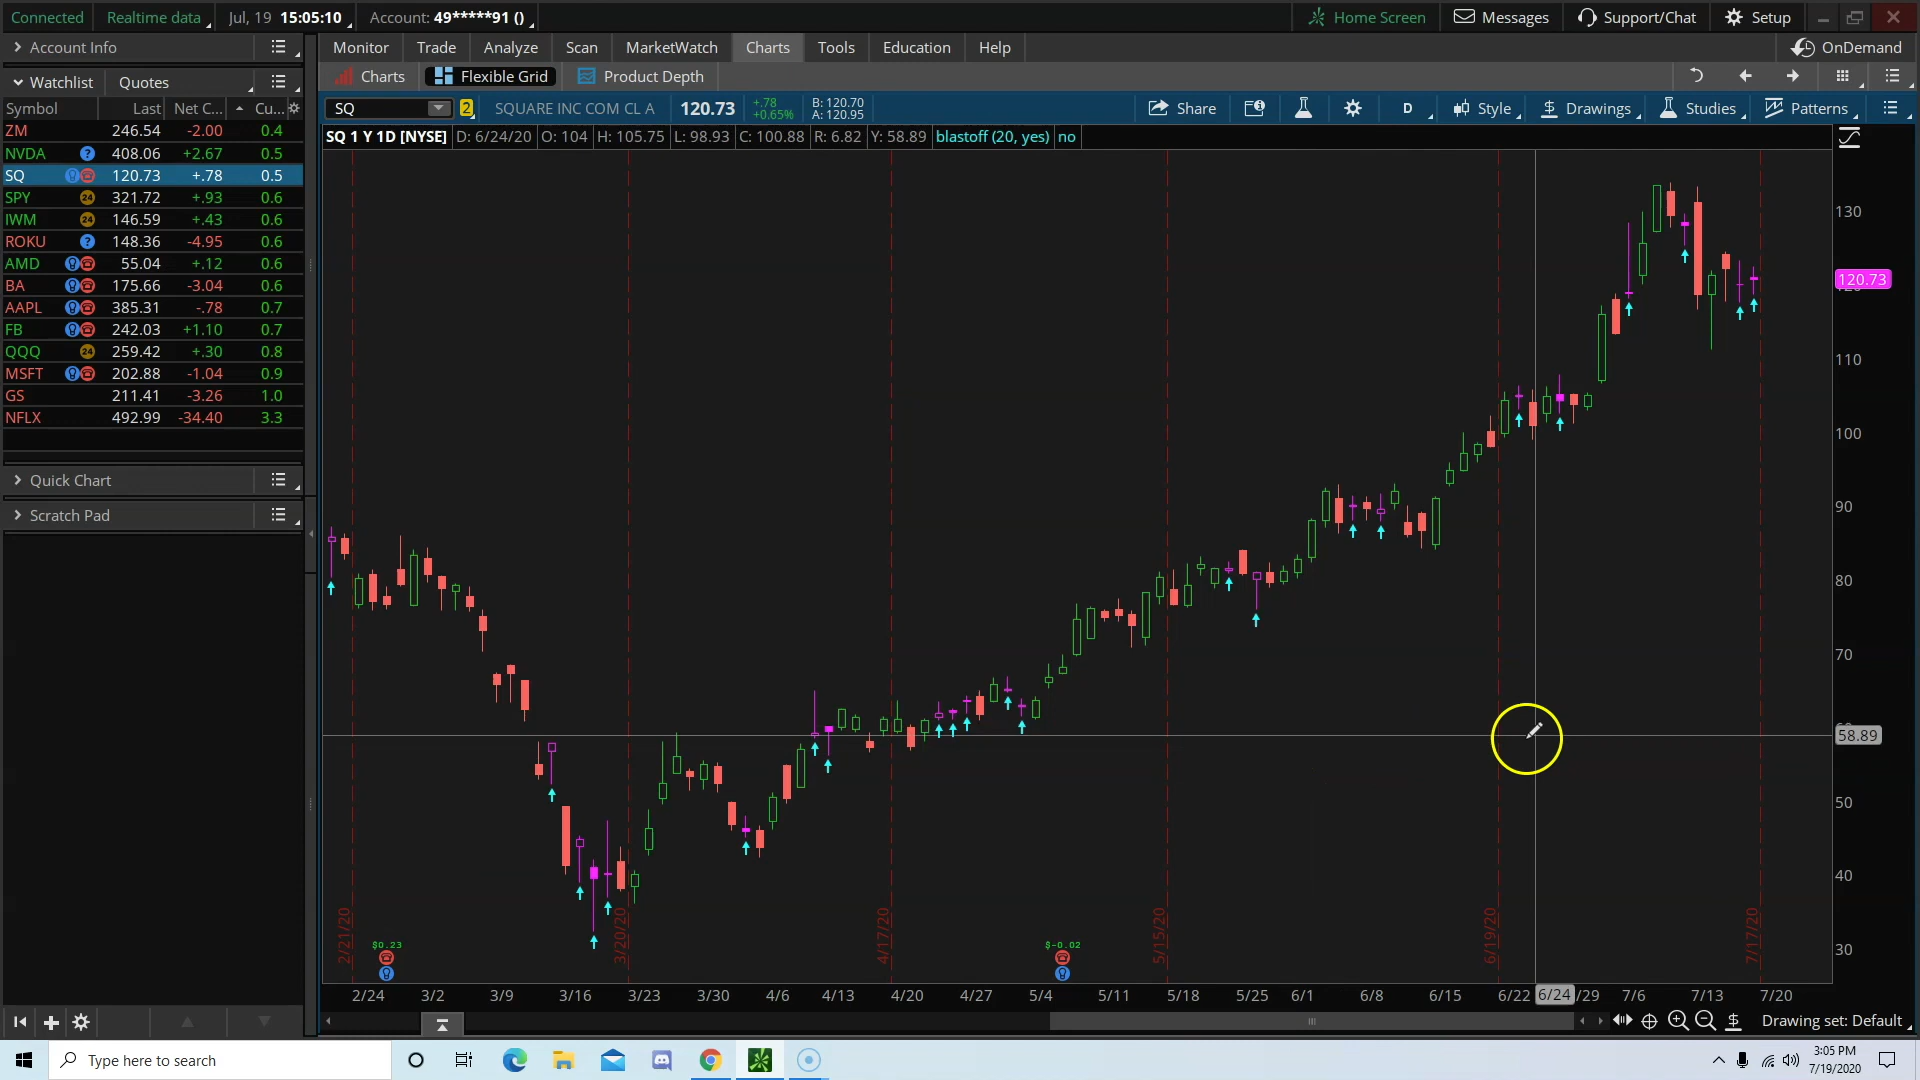 Connected Realtime data Jul, 19 15:05:10 Account: 49*****91 () Home Screen Messages Support/Chat Setup
Account Info
Monitor Trade Analyze Scan MarketWatch Charts Tools Education Help OnDemand
Watchlist Quotes
Charts Flexible Grid Product Depth
Symbol Last Net C... Cu...
SQ 2 SQUARE INC COM CL A 120.73 +.78 +0.65% B: 120.70 A: 120.95 Share D Style Drawings Studies Patterns
SQ 1 Y 1D [NYSE] D: 6/24/20 O: 104 H: 105.75 L: 98.93 C: 100.88 R: 6.82 Y: 58.89 blastoff (20, yes) no
ZM 246.54 -2.00 0.4
NVDA ? 408.06 +2.67 0.5
SQ 120.73 +.78 0.5
SPY 24 321.72 +.93 0.6
IWM 24 146.59 +.43 0.6
ROKU ? 148.36 -4.95 0.6
AMD 55.04 +.12 0.6
BA 175.66 -3.04 0.6
AAPL 385.31 -.78 0.7
FB 242.03 +1.10 0.7
QQQ 24 259.42 +.30 0.8
MSFT 202.88 -1.04 0.9
GS 211.41 -3.26 1.0
NFLX 492.99 -34.40 3.3
Quick Chart
Scratch Pad
130
120.73
110
100
90
80
70
58.89
50
40
30
2/21/20 3/20/20 4/17/20 5/15/20 6/19/20 7/17/20
$0.23 $-0.02
2/24 3/2 3/9 3/16 3/23 3/30 4/6 4/13 4/20 4/27 5/4 5/11 5/18 5/25 6/1 6/8 6/15 6/22 6/24 /29 7/6 7/13 7/20
Drawing set: Default
Type here to search
3:05 PM
7/19/2020